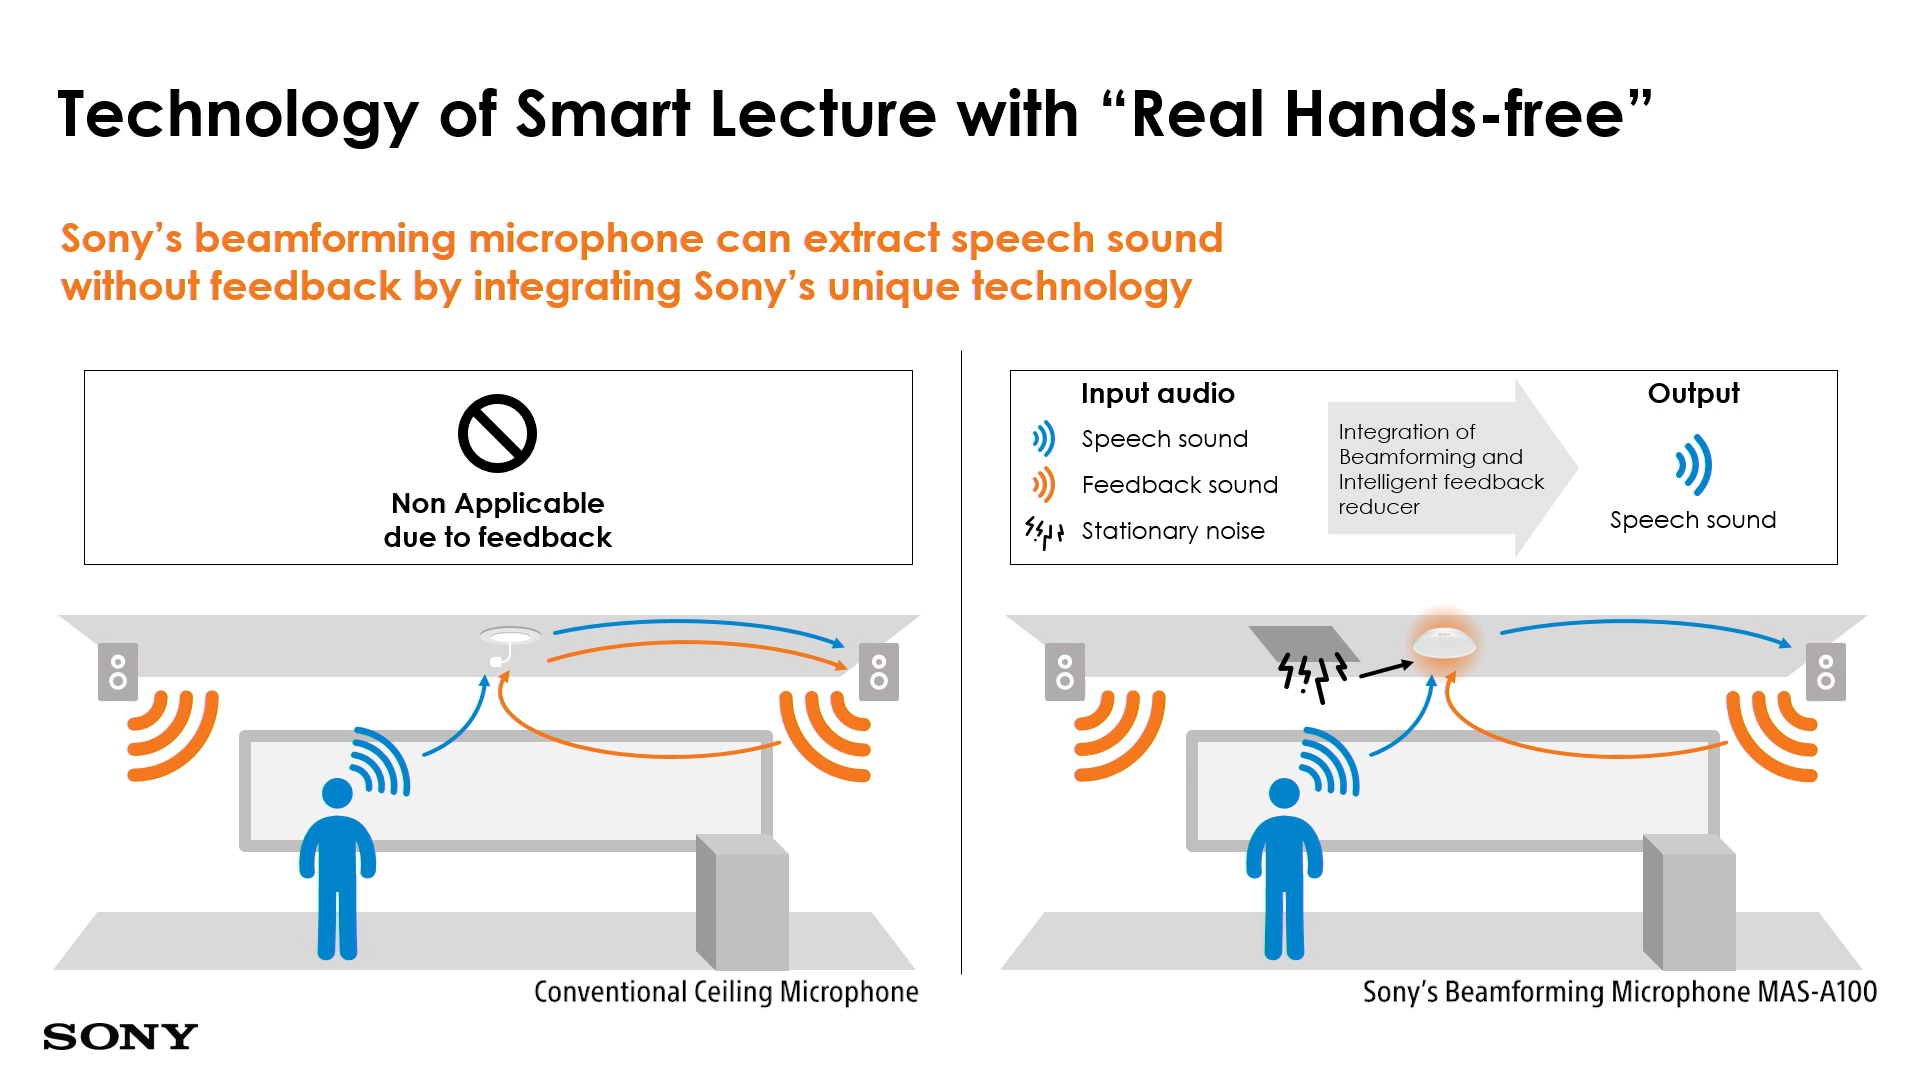 Technology of Smart Lecture with “Real Hands-free”
Sony’s beamforming microphone can extract speech sound
without feedback by integrating Sony’s unique technology
Non Applicable
due to feedback
Input audio
Speech sound
Feedback sound
Stationary noise
Integration of
Beamforming and
Intelligent feedback
reducer
Output
Speech sound
Conventional Ceiling Microphone
Sony’s Beamforming Microphone MAS-A100
SONY